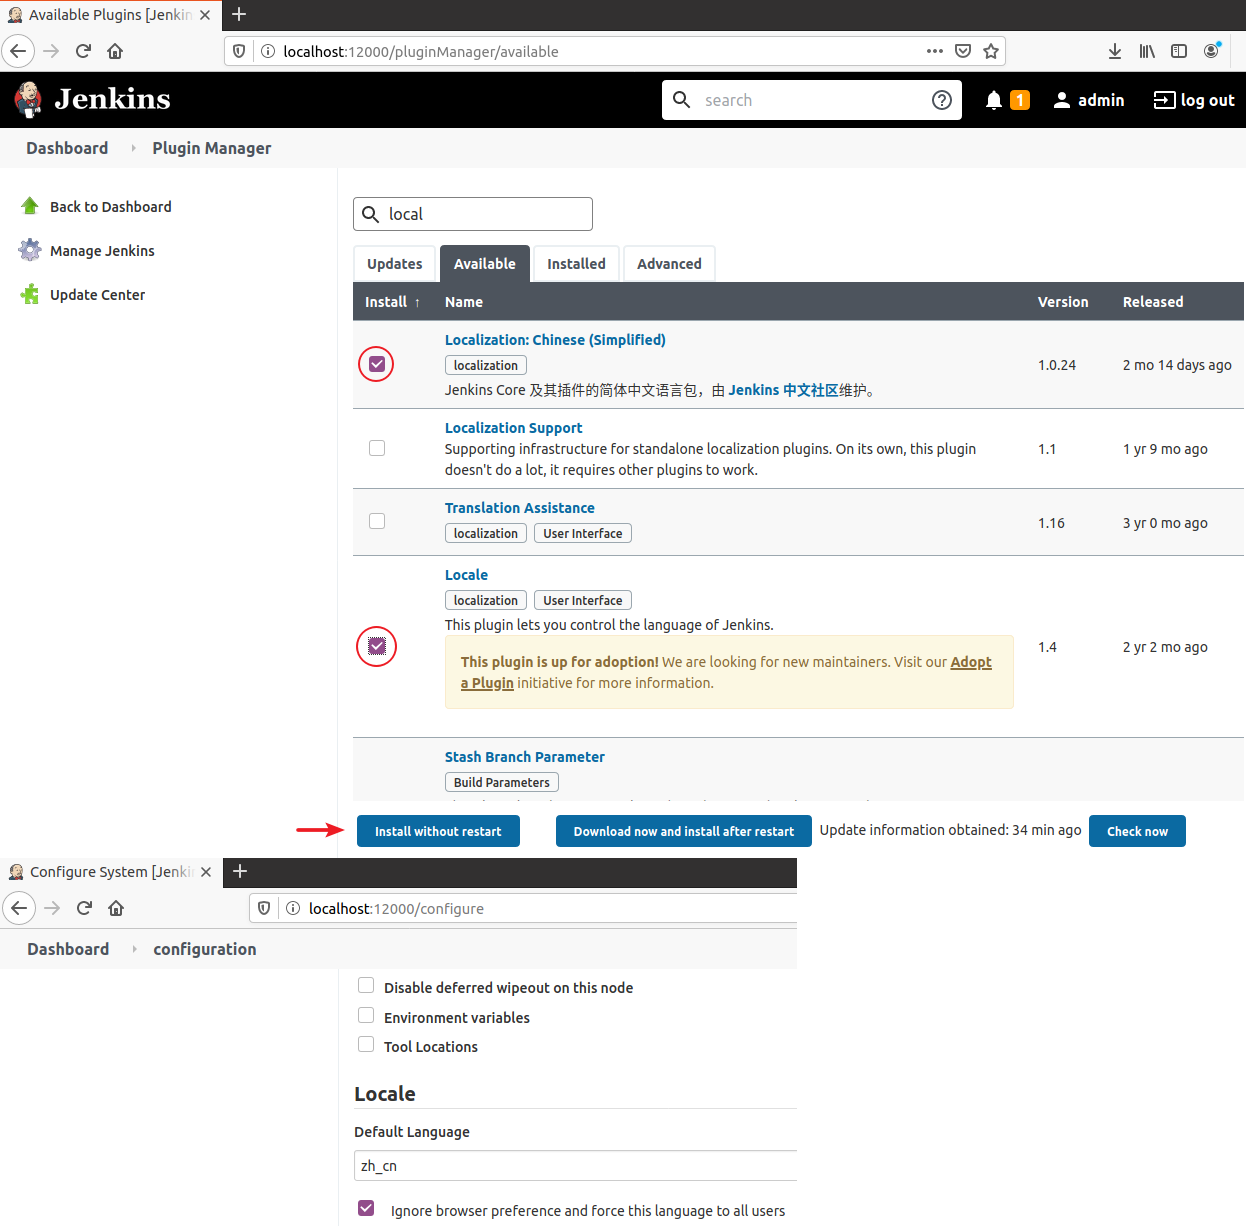 Available Plugins [Jenkin
localhost:12000/pluginManager/available
Jenkins
search
1
admin
log out
Dashboard
Plugin Manager
Back to Dashboard
Manage Jenkins
Update Center
local
Updates
Available
Installed
Advanced
Install ↑ Name Version Released
Localization: Chinese (Simplified)
localization
Jenkins Core 及其插件的简体中文语言包，由 Jenkins 中文社区维护。
1.0.24
2 mo 14 days ago
Localization Support
Supporting infrastructure for standalone localization plugins. On its own, this plugin
doesn't do a lot, it requires other plugins to work.
1.1
1 yr 9 mo ago
Translation Assistance
localization User Interface
1.16
3 yr 0 mo ago
Locale
localization User Interface
This plugin lets you control the language of Jenkins.
This plugin is up for adoption! We are looking for new maintainers. Visit our Adopt
a Plugin initiative for more information.
1.4
2 yr 2 mo ago
Stash Branch Parameter
Build Parameters
Install without restart
Download now and install after restart
Update information obtained: 34 min ago
Check now
Configure System [Jenki
localhost:12000/configure
Dashboard
configuration
Disable deferred wipeout on this node
Environment variables
Tool Locations
Locale
Default Language
zh_cn
Ignore browser preference and force this language to all users